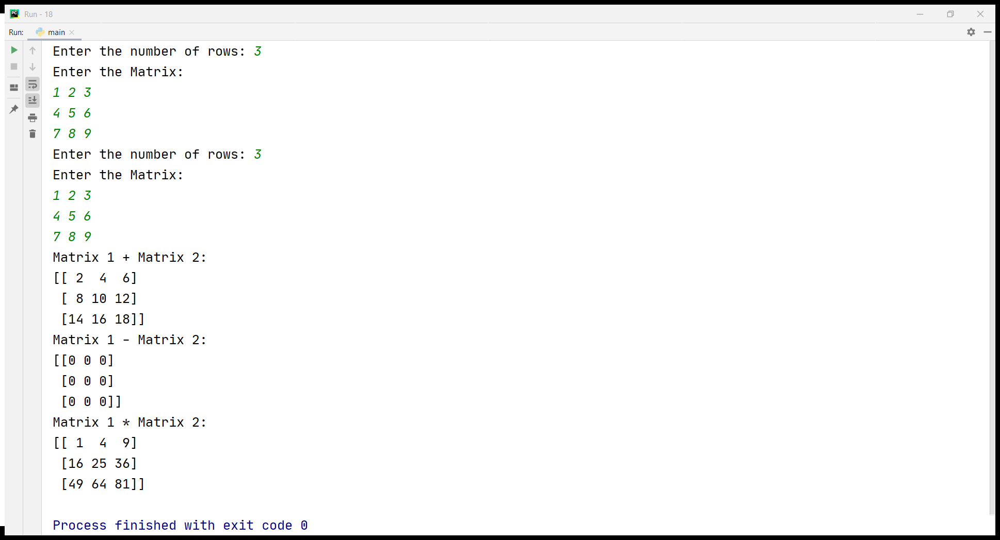 Run - 18
Run: main
Enter the number of rows: 3
Enter the Matrix:
1 2 3
4 5 6
7 8 9
Enter the number of rows: 3
Enter the Matrix:
1 2 3
4 5 6
7 8 9
Matrix 1 + Matrix 2:
[[ 2  4  6]
 [ 8 10 12]
 [14 16 18]]
Matrix 1 - Matrix 2:
[[0 0 0]
 [0 0 0]
 [0 0 0]]
Matrix 1 * Matrix 2:
[[ 1  4  9]
 [16 25 36]
 [49 64 81]]
Process finished with exit code 0